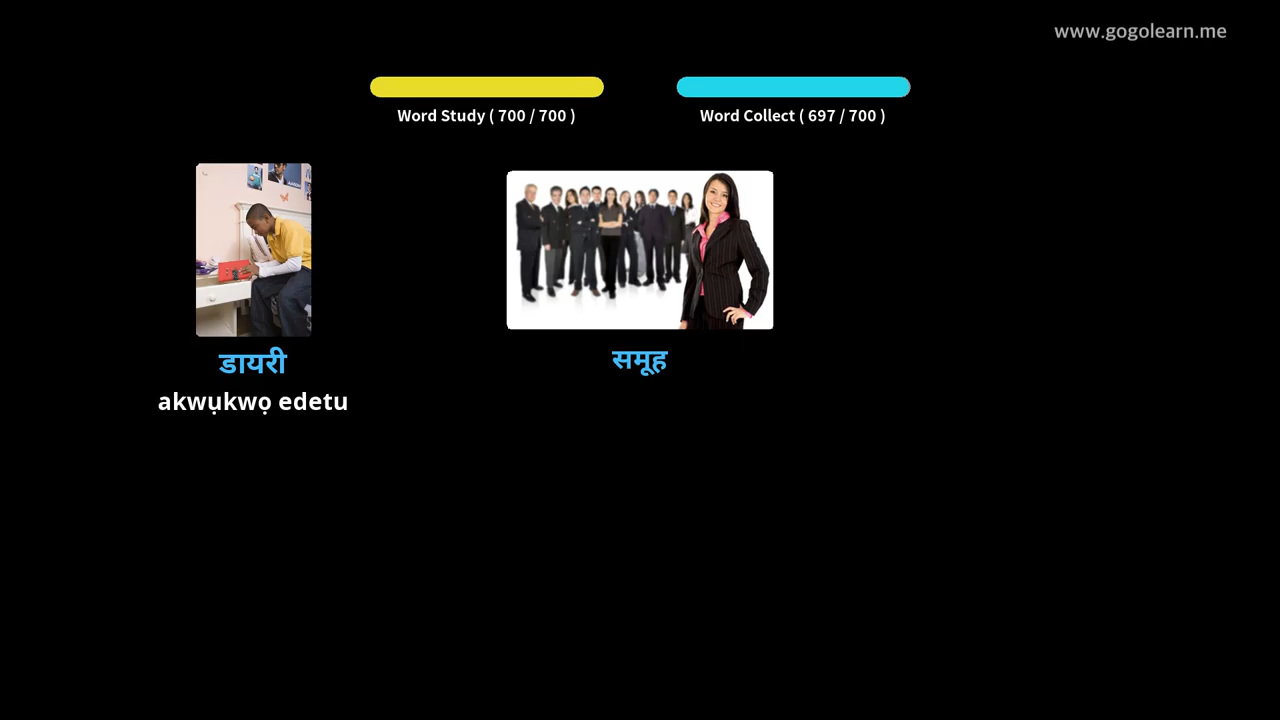 www.gogolearn.me
Word Study ( 700 / 700 )
Word Collect ( 697 / 700 )
डायरी
akwụkwọ edetu
समूह